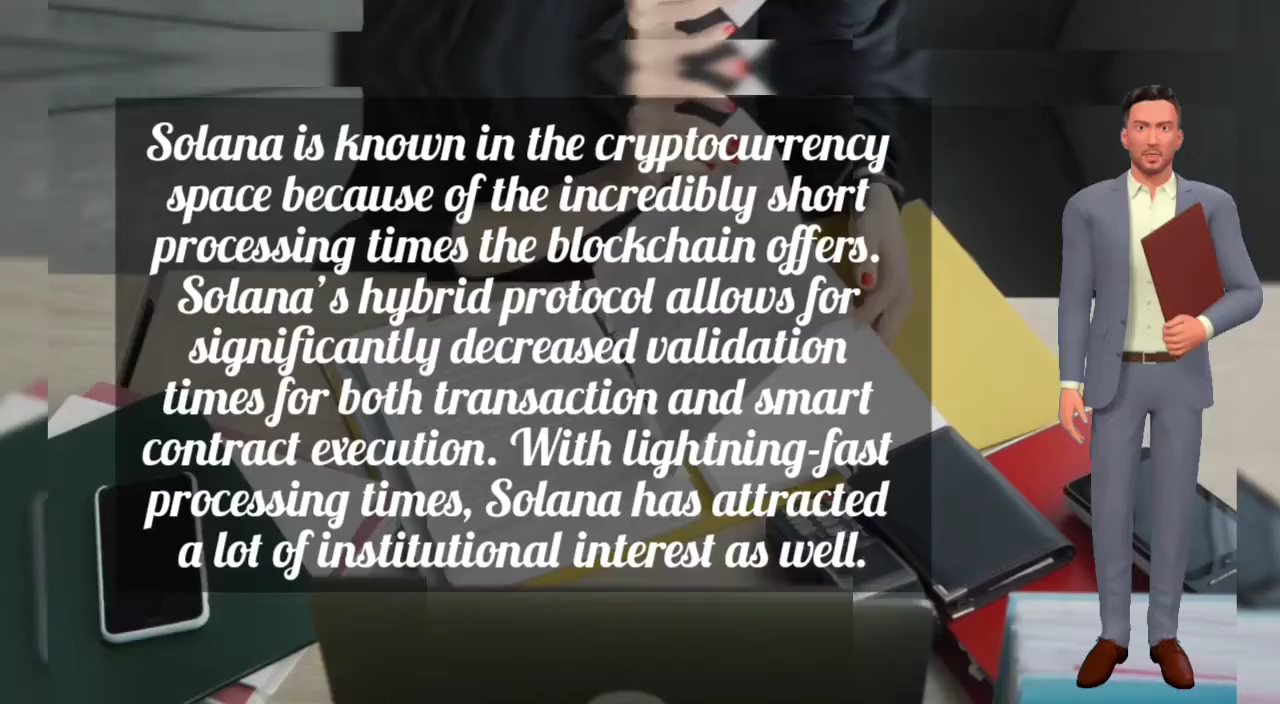 Solana is known in the cryptocurrency
space because of the incredibly short
processing times the blockchain offers.
Solana's hybrid protocol allows for
significantly decreased validation
times for both transaction and smart
contract execution. With lightning-fast
processing times, Solana has attracted
a lot of institutional interest as well.